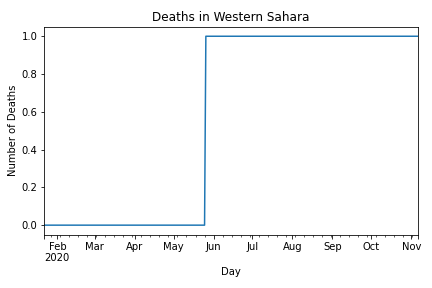 Deaths in Western Sahara
Number of Deaths
1.0
0.8
0.6
0.4
0.2
0.0
Feb Mar Apr May Jun Jul Aug Sep Oct Nov
2020
Day